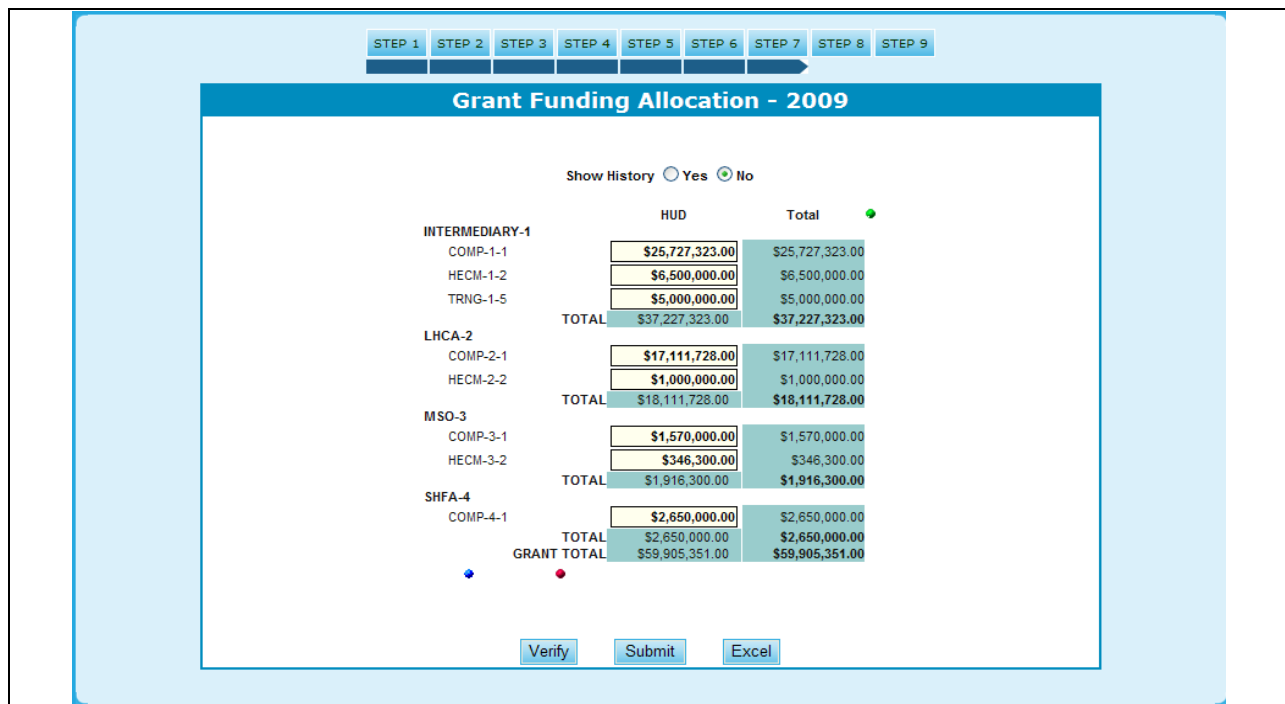 STEP 1 STEP 2 STEP 3 STEP 4 STEP 5 STEP 6 STEP 7 STEP 8 STEP 9
Grant Funding Allocation - 2009
Show History Yes No
HUD Total
INTERMEDIARY-1
COMP-1-1 $25,727,323.00 $25,727,323.00
HECM-1-2 $6,500,000.00 $6,500,000.00
TRNG-1-5 $5,000,000.00 $5,000,000.00
TOTAL $37,227,323.00 $37,227,323.00
LHCA-2
COMP-2-1 $17,111,728.00 $17,111,728.00
HECM-2-2 $1,000,000.00 $1,000,000.00
TOTAL $18,111,728.00 $18,111,728.00
MSO-3
COMP-3-1 $1,570,000.00 $1,570,000.00
HECM-3-2 $346,300.00 $346,300.00
TOTAL $1,916,300.00 $1,916,300.00
SHFA-4
COMP-4-1 $2,650,000.00 $2,650,000.00
TOTAL $2,650,000.00 $2,650,000.00
GRANT TOTAL $59,905,351.00 $59,905,351.00
Verify Submit Excel